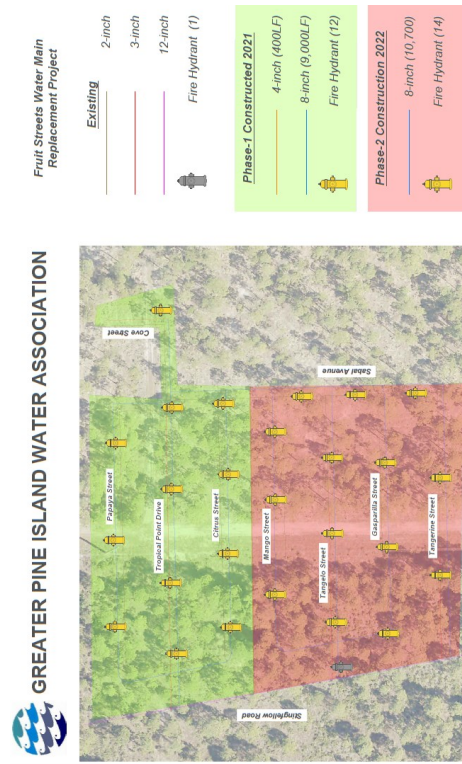 GREATER PINE ISLAND WATER ASSOCIATION
Fruit Streets Water Main
Replacement Project
Existing
2-inch
3-inch
12-inch
Fire Hydrant (1)
Phase-1 Constructed 2021
4-inch (400LF)
8-inch (9,000LF)
Fire Hydrant (12)
Phase-2 Construction 2022
8-inch (10,700)
Fire Hydrant (14)
Cove Street
Papaya Street
Tropical Point Drive
Citrus Street
Mango Street
Tangelo Street
Gasparilla Street
Tangerine Street
Sabal Avenue
Stringfellow Road